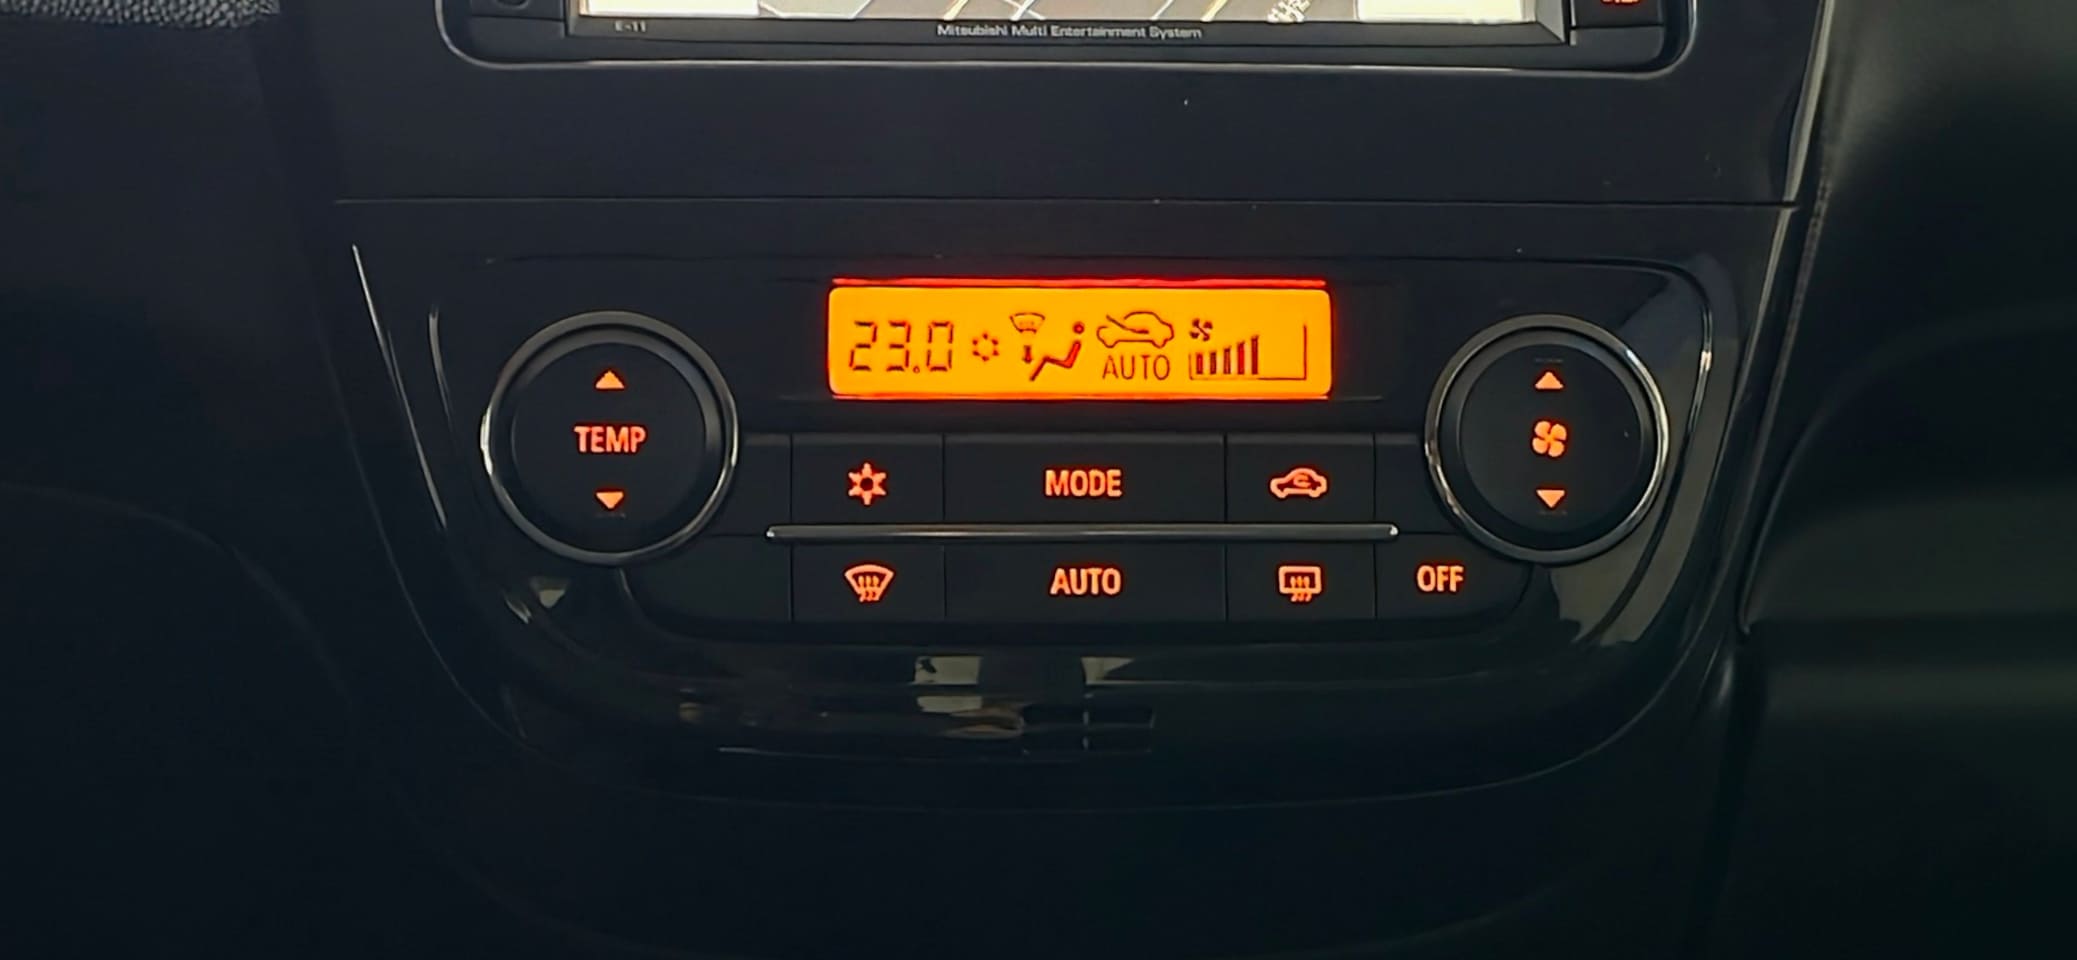 E-11
Mitsubishi Multi Entertainment System
23.0
AUTO
TEMP
MODE
AUTO
OFF